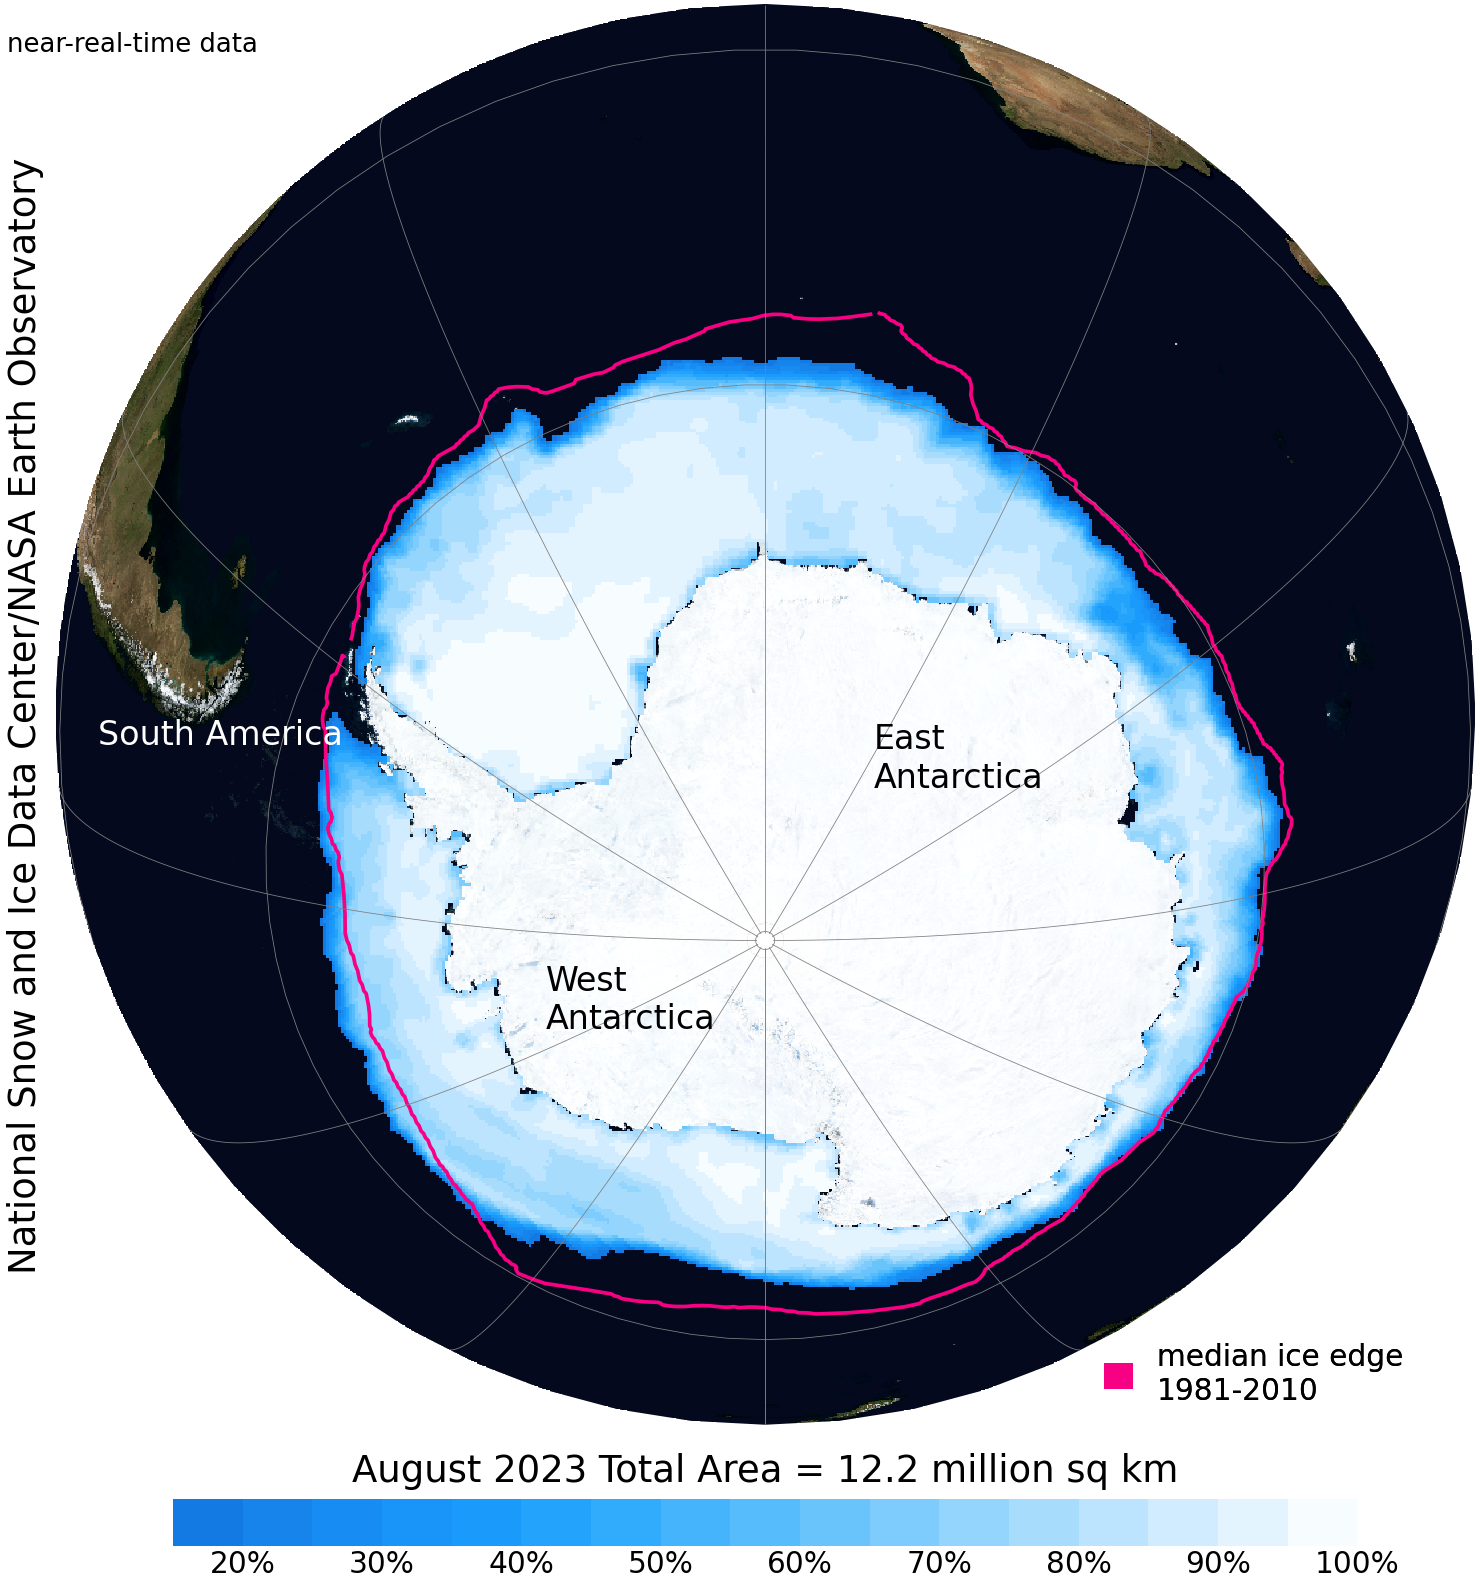 near-real-time data
National Snow and Ice Data Center/NASA Earth Observatory
South America
East
Antarctica
West
Antarctica
median ice edge
1981-2010
August 2023 Total Area = 12.2 million sq km
20% 30% 40% 50% 60% 70% 80% 90% 100%